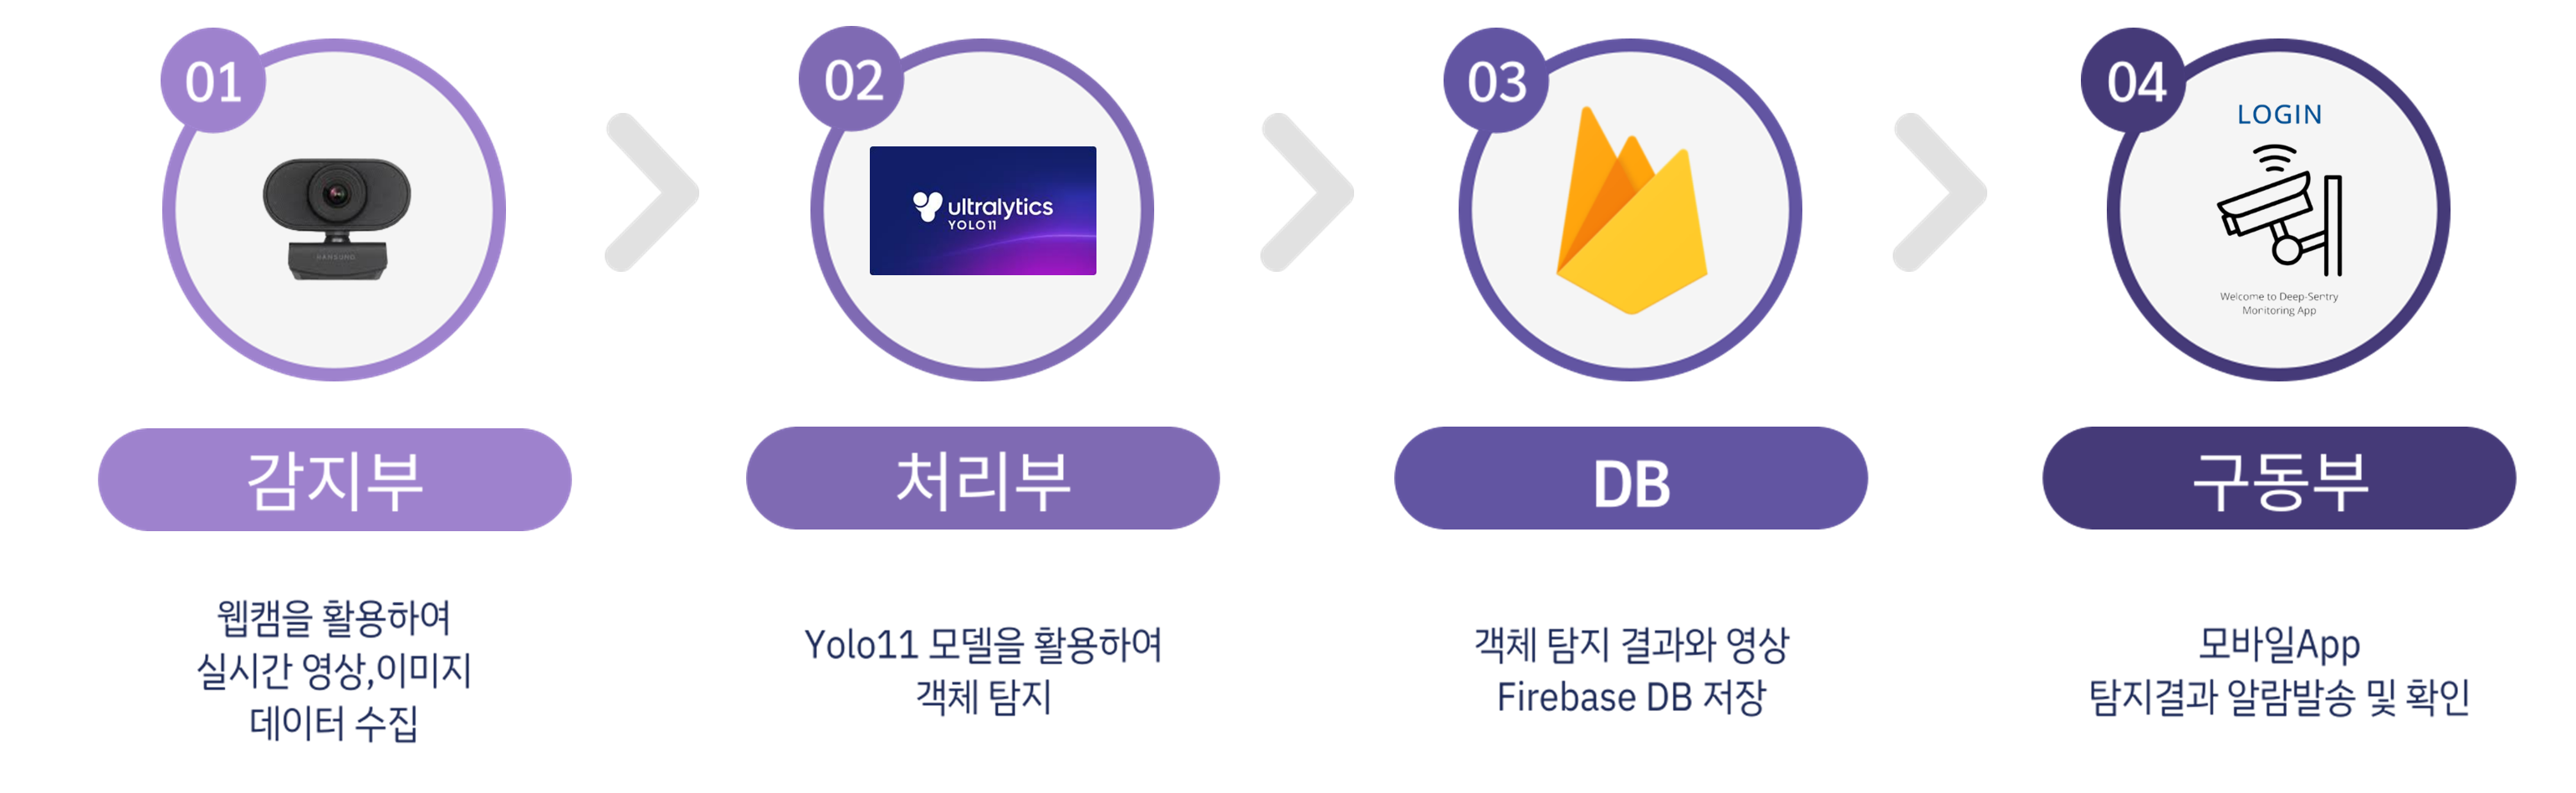 01
02
03
04
LOGIN
HANSUNG
ultralytics
YOLO11
Welcome to Deep-Sentry
Monitoring App
감지부
처리부
DB
구동부
웹캠을 활용하여
실시간 영상,이미지
데이터 수집
Yolo11 모델을 활용하여
객체 탐지
객체 탐지 결과와 영상
Firebase DB 저장
모바일App
탐지결과 알람발송 및 확인